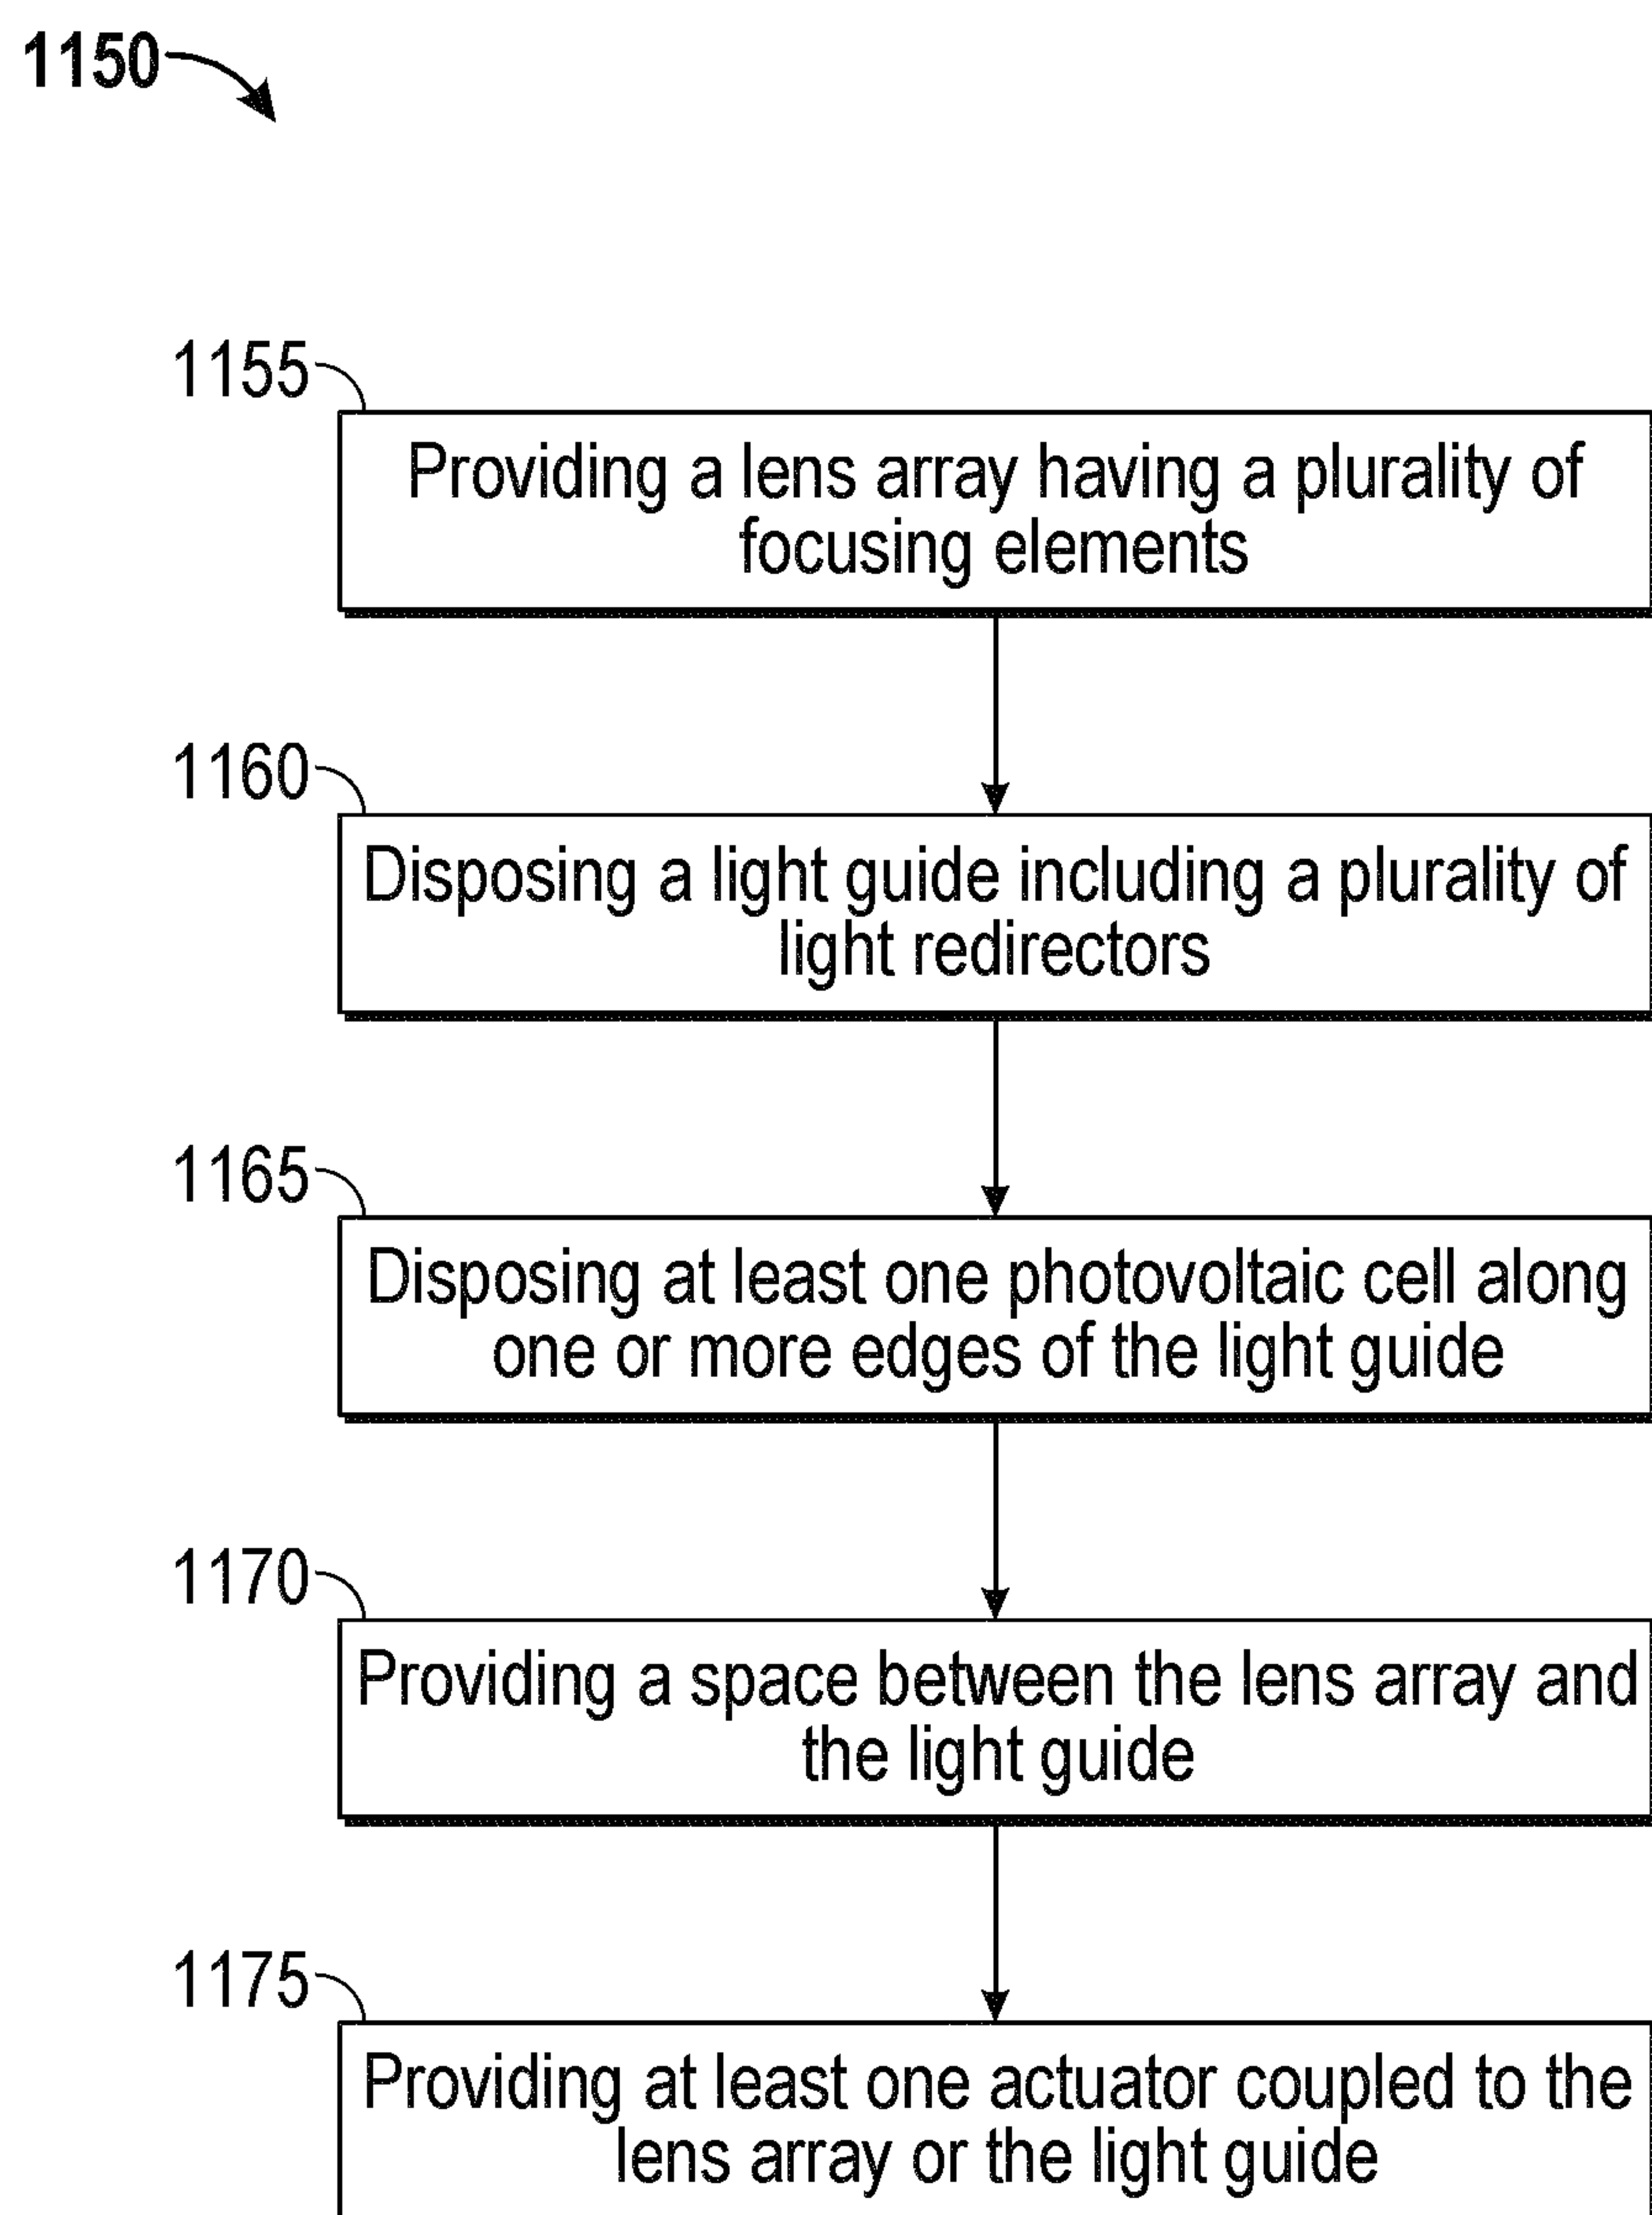 1150
1155
Providing a lens array having a plurality of
focusing elements
1160
Disposing a light guide including a plurality of
light redirectors
1165
Disposing at least one photovoltaic cell along
one or more edges of the light guide
1170
Providing a space between the lens array and
the light guide
1175
Providing at least one actuator coupled to the
lens array or the light guide